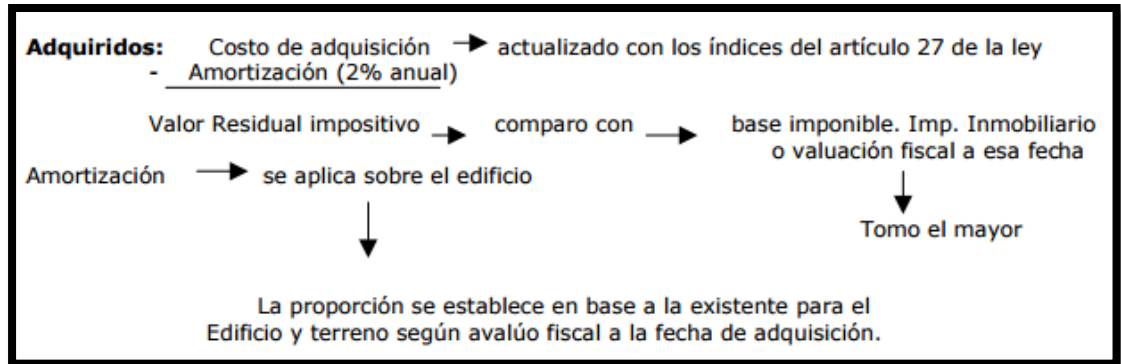 Adquiridos: Costo de adquisición actualizado con los índices del artículo 27 de la ley
- Amortización (2% anual)
Valor Residual impositivo comparo con base imponible. Imp. Inmobiliario
o valuación fiscal a esa fecha
Amortización se aplica sobre el edificio
Tomo el mayor
La proporción se establece en base a la existente para el
Edificio y terreno según avalúo fiscal a la fecha de adquisición.